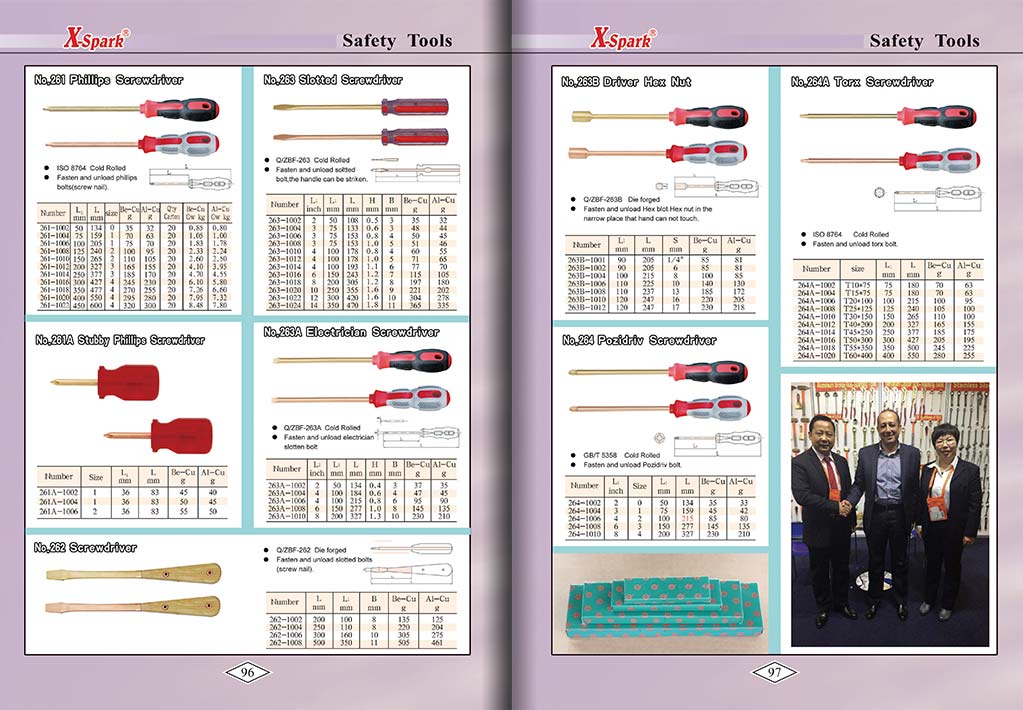 X-Spark®
Safety Tools
No,261 Phillips Screwdriver
ISO 8764 Cold Rolled
Fasten and unload phillips
bolts(screw nail).
Number L1 mm L mm size Be-Cu g Al-Cu g Qty Carton Be-Cu Gw kg Al-Cu Gw kg
261-1002 50 134 0 35 32 20 0.85 0.80
261-1004 75 159 1 70 63 20 1.05 1.00
261-1006 100 205 1 75 70 20 1.83 1.78
261-1008 125 240 2 100 95 20 2.33 2.24
261-1010 150 265 2 110 105 20 2.60 2.50
261-1012 200 327 3 165 155 20 4.10 3.95
261-1014 250 377 3 185 170 20 4.70 4.55
261-1016 300 427 4 245 230 20 6.10 5.80
261-1018 350 477 4 270 255 20 7.26 6.60
261-1020 400 550 4 295 280 20 7.95 7.32
261-1022 450 600 4 320 300 20 8.48 7.80
No,263 Slotted Screwdriver
Q/ZBF-263 Cold Rolled
Fasten and unload soltted
bolt,the handle can be striken.
Number L1 inch L1 mm L mm H mm B mm Be-Cu g Al-Cu g
263-1002 2 50 108 0.5 3 35 32
263-1004 3 75 133 0.6 3 48 44
263-1006 3 75 153 0.8 4 50 45
263-1008 3 75 153 1.0 5 51 46
263-1010 4 100 178 0.8 4 60 55
263-1012 4 100 178 1.0 5 71 65
263-1014 4 100 193 1.1 6 77 70
263-1016 6 150 243 1.2 7 115 105
263-1018 8 200 305 1.2 8 197 180
263-1020 10 250 355 1.6 9 221 202
263-1022 12 300 420 1.6 10 304 278
263-1024 14 350 470 1.8 11 365 335
No,261A Stubby Phillips Screwdriver
Number Size L1 mm L mm Be-Cu g Al-Cu g
261A-1002 1 36 83 45 40
261A-1004 1 36 83 50 45
261A-1006 2 36 83 55 50
No,263A Electrician Screwdriver
Q/ZBF-263A Cold Rolled
Fasten and unload electrician
slotten bolt
Number L1 inch L1 mm L mm H mm B mm Be-Cu g Al-Cu g
263A-1002 2 50 134 0.4 3 37 35
263A-1004 4 100 184 0.6 4 47 45
263A-1006 4 100 215 0.8 6 95 90
263A-1008 6 150 277 1.0 8 145 135
263A-1010 8 200 327 1.3 10 230 210
No,262 Screwdriver
Q/ZBF-262 Die forged
Fasten and unload slotted bolts
(screw nail).
Number L mm L1 mm B mm Be-Cu g Al-Cu g
262-1002 200 100 8 135 125
262-1004 250 110 8 220 204
262-1006 300 160 10 305 275
262-1008 500 350 11 505 461
96
X-Spark®
Safety Tools
No,263B Driver Hex Nut
Q/ZBF-263B Die forged
Fasten and unload Hex blot.Hex nut in the
narrow place that hand can not touch.
Number L1 mm L mm S mm Be-Cu g Al-Cu g
263B-1001 90 205 1/4" 85 81
263B-1002 90 205 6 85 81
263B-1004 100 215 8 100 85
263B-1006 110 225 10 140 130
263B-1008 110 237 13 185 172
263B-1010 120 247 16 220 205
263B-1012 120 247 17 230 218
No,264A Torx Screwdriver
ISO 8764 Cold Rolled
Fasten and unload torx bolt.
Number size L1 mm L mm Be-Cu g Al-Cu g
264A-1002 T10*75 75 180 70 63
264A-1004 T15*75 75 180 70 63
264A-1006 T20*100 100 215 100 95
264A-1008 T25*125 125 240 105 100
264A-1010 T30*150 150 265 110 100
264A-1012 T40*200 200 327 165 155
264A-1014 T45*250 250 377 185 175
264A-1016 T50*300 300 427 205 195
264A-1018 T55*350 350 500 245 225
264A-1020 T60*400 400 550 280 255
No,264 Pozidriv Screwdriver
GB/T 5358 Cold Rolled
Fasten and unload Pozidriv bolt.
Number L1 inch Size L1 mm L mm Be-Cu g Al-Cu g
264-1002 2 0 50 134 35 33
264-1004 3 1 75 159 45 42
264-1006 4 2 100 215 85 80
264-1008 6 3 150 277 145 135
264-1010 8 4 200 327 230 210
97